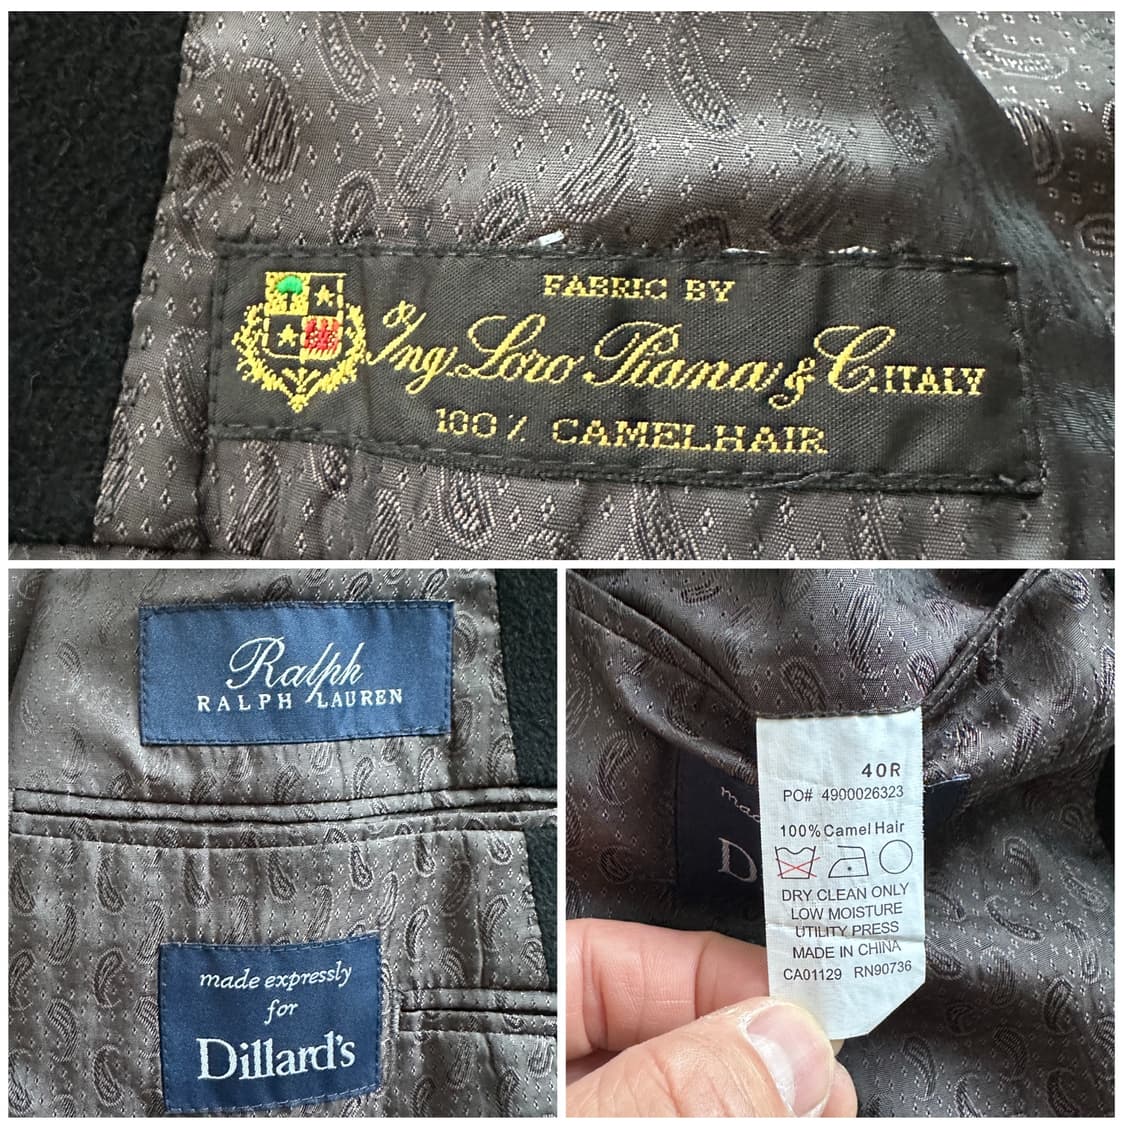 FABRIC BY
Ing Loro Piana & C. ITALY
100% CAMELHAIR
Ralph
RALPH LAUREN
made expressly
for
Dillard's
mad
D
40R
PO# 4900026323
100% Camel Hair
DRY CLEAN ONLY
LOW MOISTURE
UTILITY PRESS
MADE IN CHINA
CA01129 RN90736